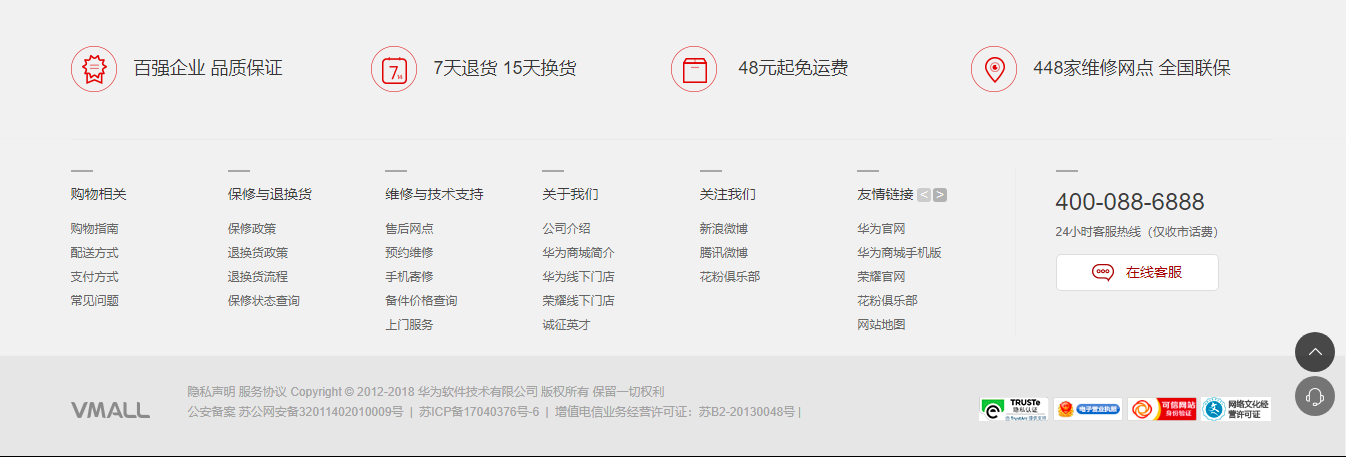 百强企业 品质保证
7天退货 15天换货
48元起免运费
448家维修网点 全国联保
购物相关
购物指南
配送方式
支付方式
常见问题
保修与退换货
保修政策
退换货政策
退换货流程
保修状态查询
维修与技术支持
售后网点
预约维修
手机寄修
备件价格查询
上门服务
关于我们
公司介绍
华为商城简介
华为线下门店
荣耀线下门店
诚征英才
关注我们
新浪微博
腾讯微博
花粉俱乐部
友情链接 < >
华为官网
华为商城手机版
荣耀官网
花粉俱乐部
网站地图
400-088-6888
24小时客服热线（仅收市话费）
在线客服
VMALL
隐私声明 服务协议 Copyright © 2012-2018 华为软件技术有限公司 版权所有 保留一切权利
公安备案 苏公网安备32011402010009号 | 苏ICP备17040376号-6 | 增值电信业务经营许可证：苏B2-20130048号 |
TRUSTe
隐私认证
电子营业执照
可信网站
身份验证
网络文化经
营许可证